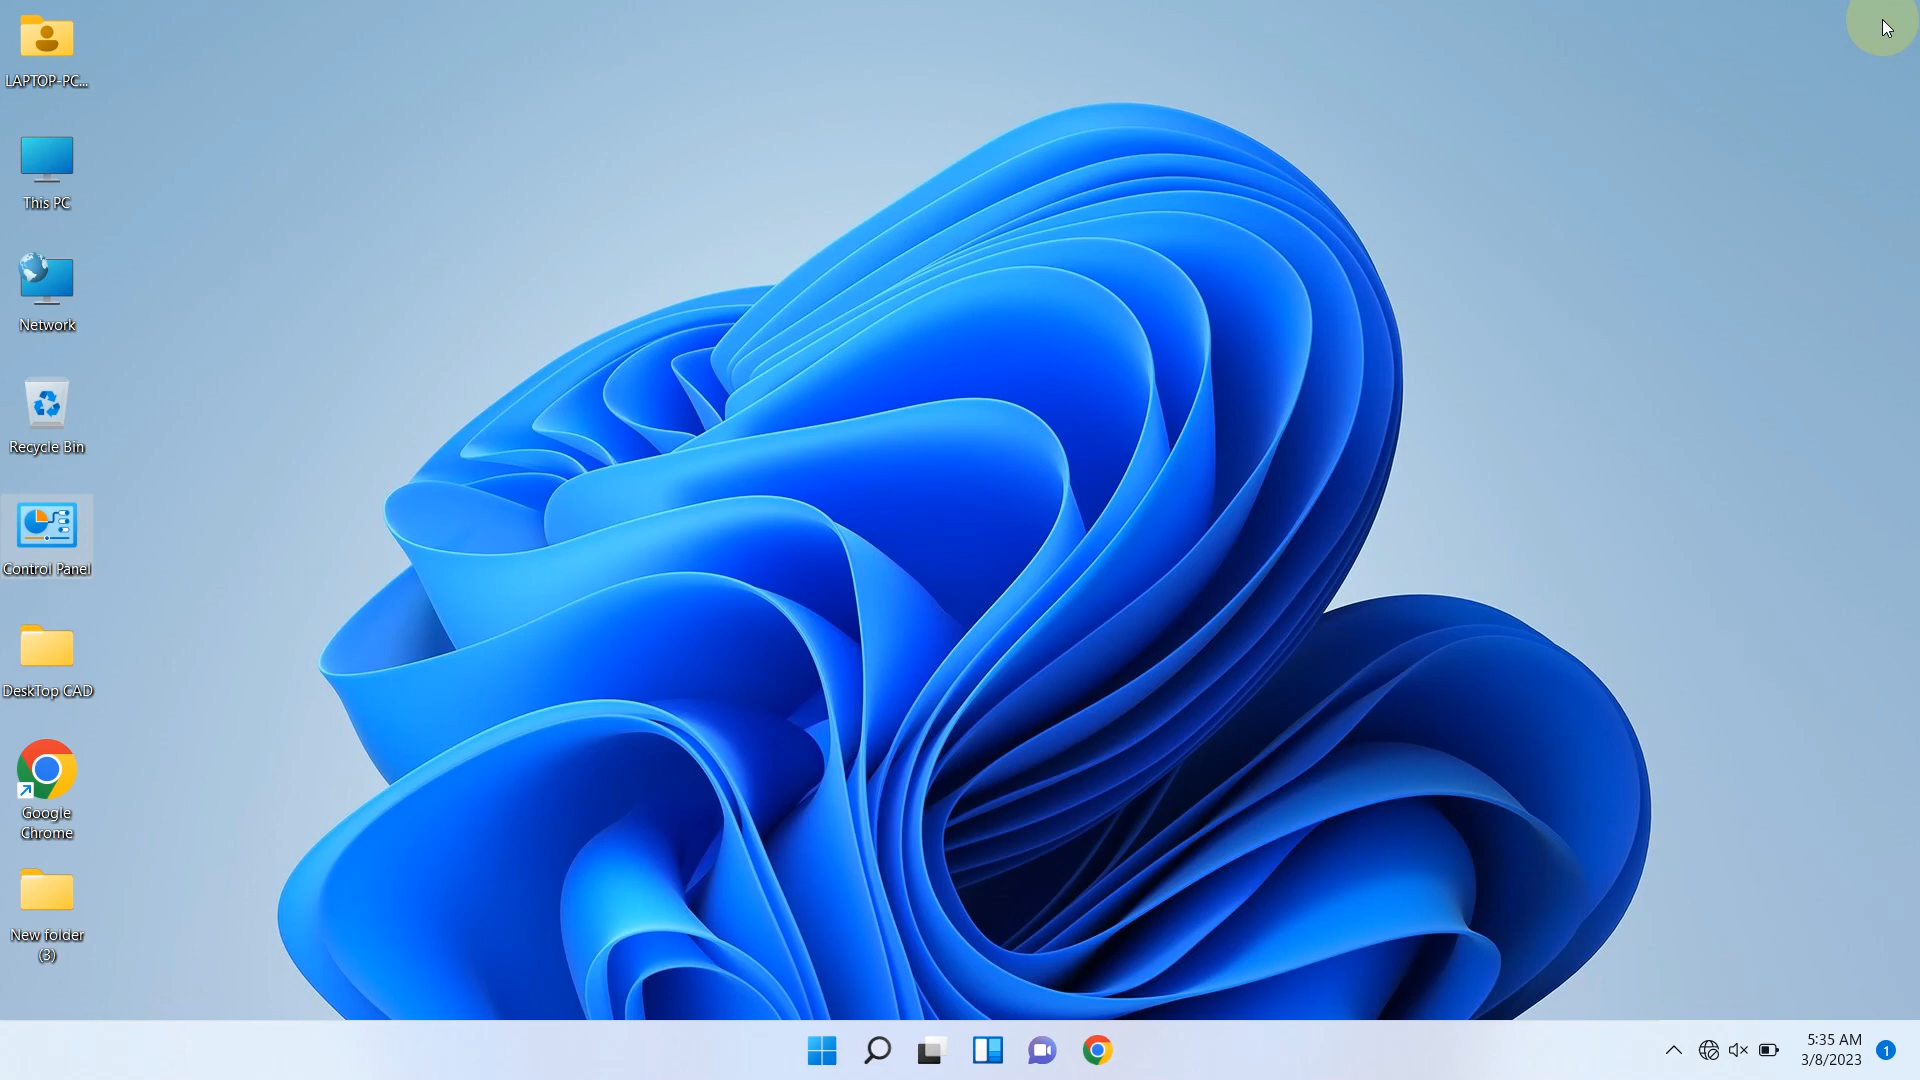 LAPTOP-PC...
This PC
Network
Recycle Bin
Control Panel
DeskTop CAD
Google
Chrome
New folder
(3)
5:35 AM
3/8/2023
1